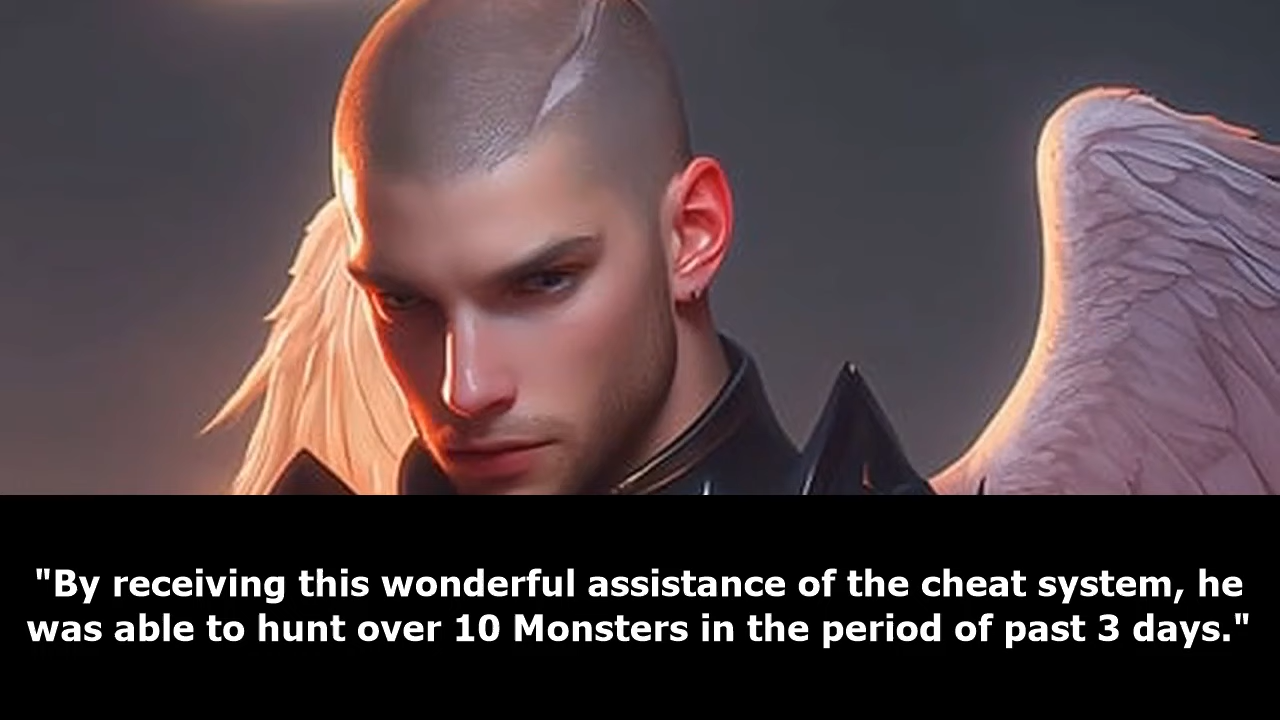 "By receiving this wonderful assistance of the cheat system, he
was able to hunt over 10 Monsters in the period of past 3 days."